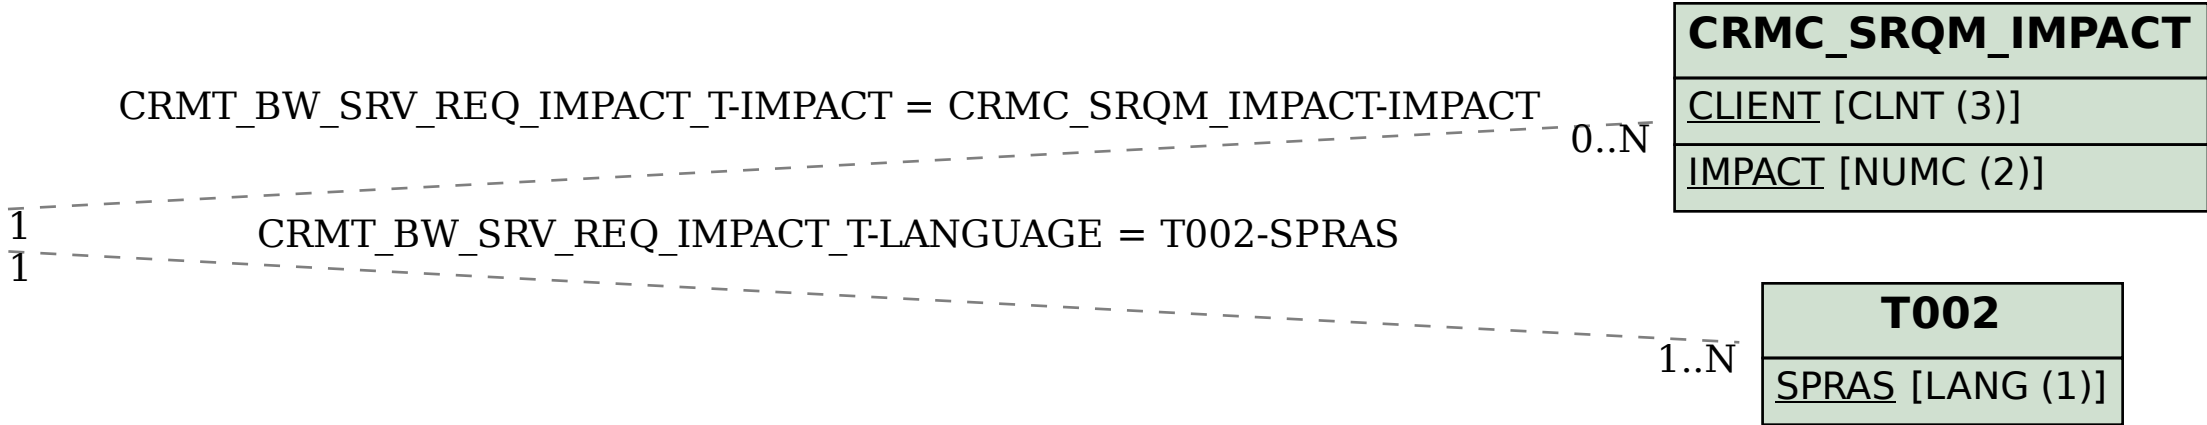 CRMC_SRQM_IMPACT
CLIENT [CLNT (3)]
IMPACT [NUMC (2)]
CRMT_BW_SRV_REQ_IMPACT_T-IMPACT = CRMC_SRQM_IMPACT-IMPACT
0..N
1
CRMT_BW_SRV_REQ_IMPACT_T-LANGUAGE = T002-SPRAS
1
1..N
T002
SPRAS [LANG (1)]